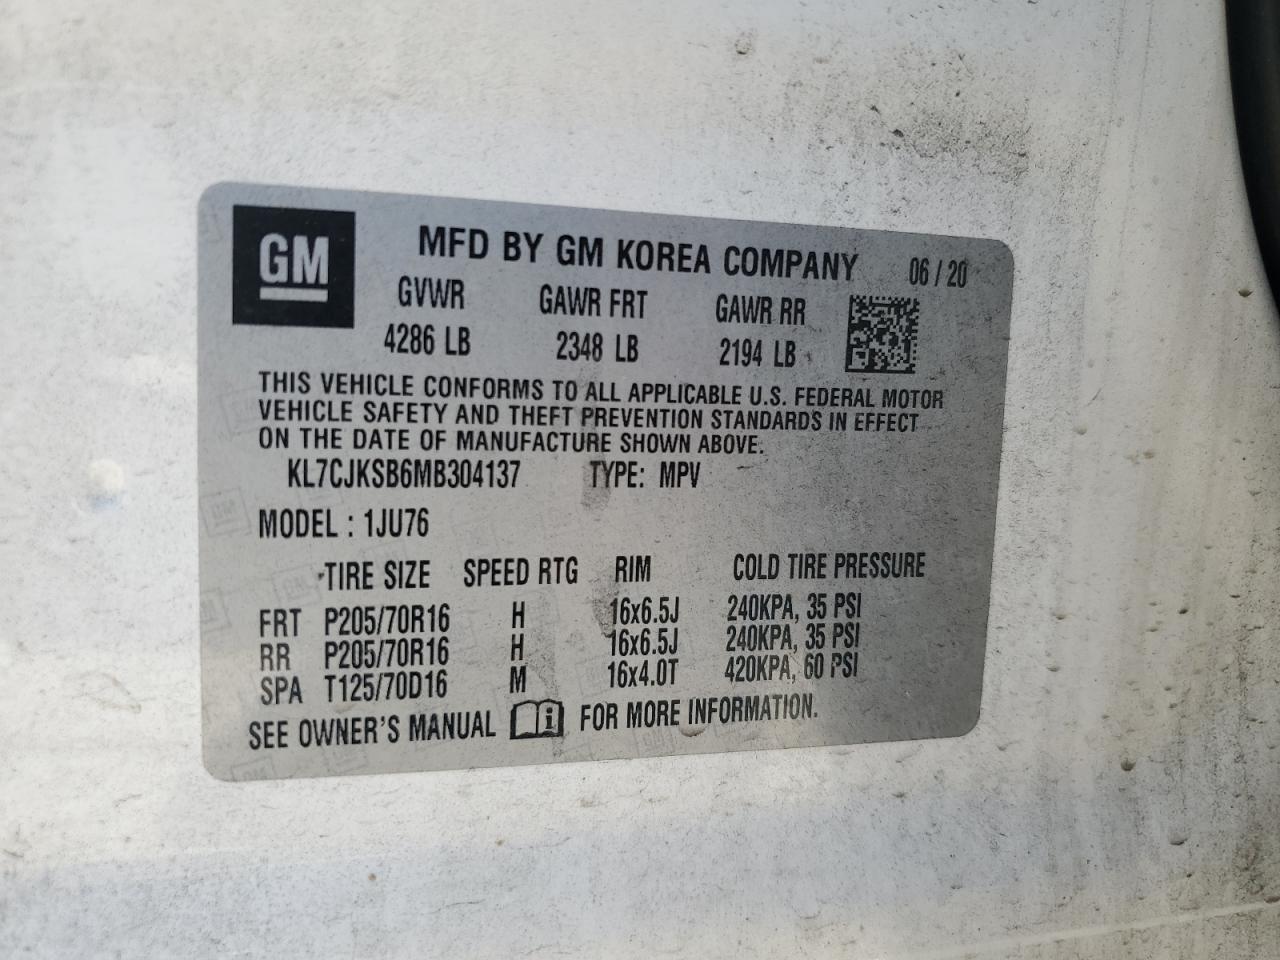 GM
MFD BY GM KOREA COMPANY 06 / 20
GVWR GAWR FRT GAWR RR
4286 LB 2348 LB 2194 LB
THIS VEHICLE CONFORMS TO ALL APPLICABLE U.S. FEDERAL MOTOR
VEHICLE SAFETY AND THEFT PREVENTION STANDARDS IN EFFECT
ON THE DATE OF MANUFACTURE SHOWN ABOVE.
KL7CJKSB6MB304137 TYPE: MPV
MODEL : 1JU76
TIRE SIZE SPEED RTG RIM COLD TIRE PRESSURE
FRT P205/70R16 H 16x6.5J 240KPA, 35 PSI
RR P205/70R16 H 16x6.5J 240KPA, 35 PSI
SPA T125/70D16 M 16x4.0T 420KPA, 60 PSI
SEE OWNER'S MANUAL FOR MORE INFORMATION.